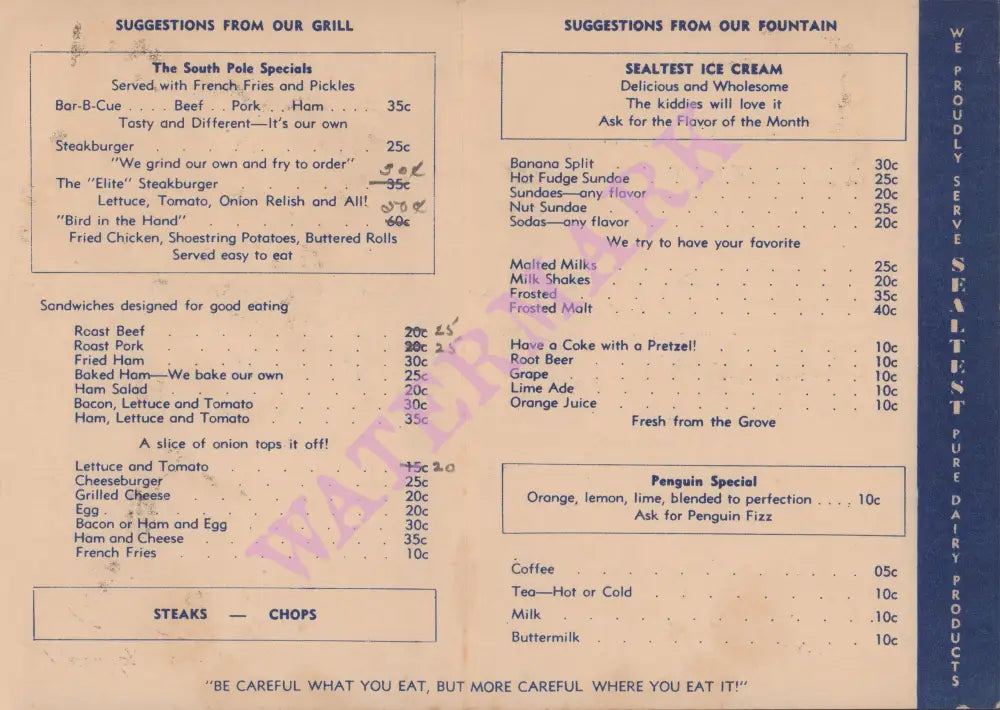 SUGGESTIONS FROM OUR GRILL
The South Pole Specials
Served with French Fries and Pickles
Bar-B-Cue . . . . Beef . . Pork . . Ham . . . . 35c
Tasty and Different—It's our own
Steakburger . . . . . . . . 25c
"We grind our own and fry to order"
30¢
The "Elite" Steakburger . . . . . 35c
Lettuce, Tomato, Onion Relish and All! 50¢
"Bird in the Hand" . . . . . . . 60c
Fried Chicken, Shoestring Potatoes, Buttered Rolls
Served easy to eat
Sandwiches designed for good eating
Roast Beef . . . . . . . . 20c 25
Roast Pork . . . . . . . . 20c 25
Fried Ham . . . . . . . . 30c
Baked Ham—We bake our own . . . . 25c
Ham Salad . . . . . . . . 20c
Bacon, Lettuce and Tomato . . . . . 30c
Ham, Lettuce and Tomato . . . . . 35c
A slice of onion tops it off!
Lettuce and Tomato . . . . . . 15c 20
Cheeseburger . . . . . . . . 25c
Grilled Cheese . . . . . . . . 20c
Egg . . . . . . . . . . 20c
Bacon or Ham and Egg . . . . . . 30c
Ham and Cheese . . . . . . . 35c
French Fries . . . . . . . . 10c
STEAKS — CHOPS
SUGGESTIONS FROM OUR FOUNTAIN
SEALTEST ICE CREAM
Delicious and Wholesome
The kiddies will love it
Ask for the Flavor of the Month
Banana Split . . . . . . . . 30c
Hot Fudge Sundae . . . . . . . 25c
Sundaes—any flavor . . . . . . . 20c
Nut Sundae . . . . . . . . 25c
Sodas—any flavor . . . . . . . 20c
We try to have your favorite
Malted Milks . . . . . . . . 25c
Milk Shakes . . . . . . . . 20c
Frosted . . . . . . . . . 35c
Frosted Malt . . . . . . . . 40c
Have a Coke with a Pretzel! . . . . . 10c
Root Beer . . . . . . . . 10c
Grape . . . . . . . . . 10c
Lime Ade . . . . . . . . 10c
Orange Juice . . . . . . . . 10c
Fresh from the Grove
Penguin Special
Orange, lemon, lime, blended to perfection . . . . 10c
Ask for Penguin Fizz
Coffee . . . . . . . . . 05c
Tea—Hot or Cold . . . . . . . 10c
Milk . . . . . . . . . . 10c
Buttermilk . . . . . . . . 10c
"BE CAREFUL WHAT YOU EAT, BUT MORE CAREFUL WHERE YOU EAT IT!"
WE PROUDLY SERVE SEALTEST PURE DAIRY PRODUCTS
WATERMARK